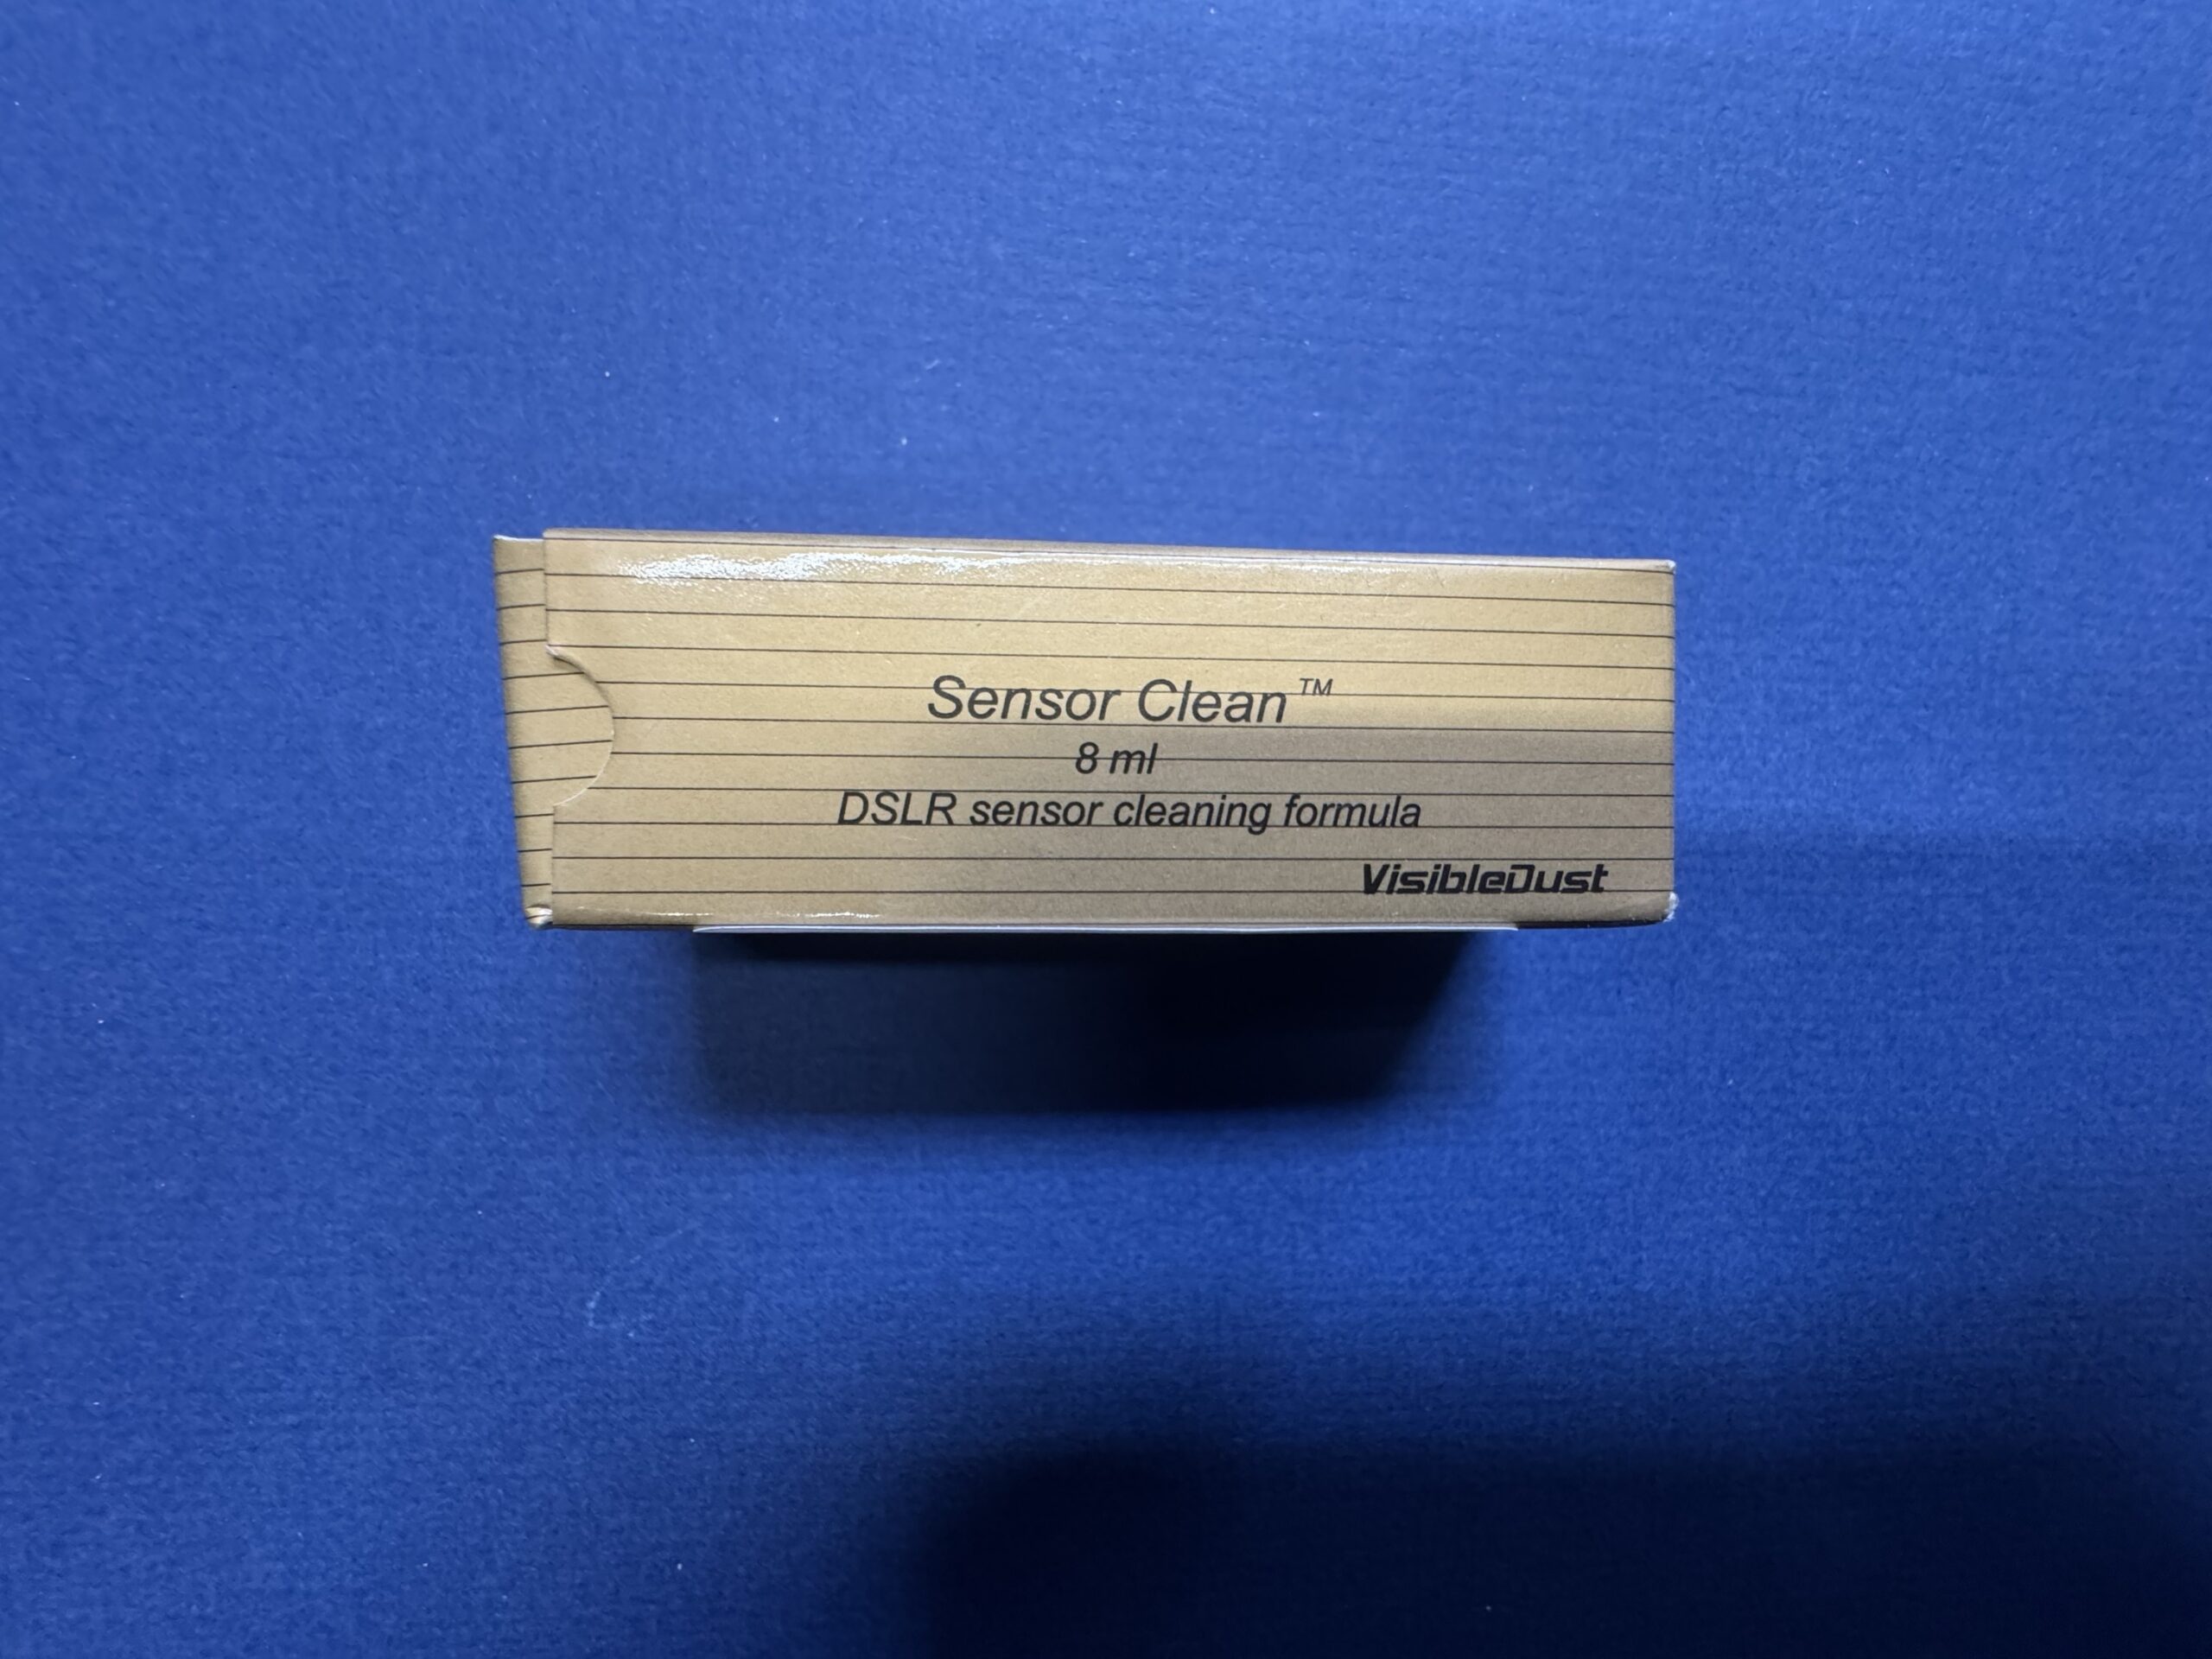 Sensor Clean™
8 ml
DSLR sensor cleaning formula
VisibleDust